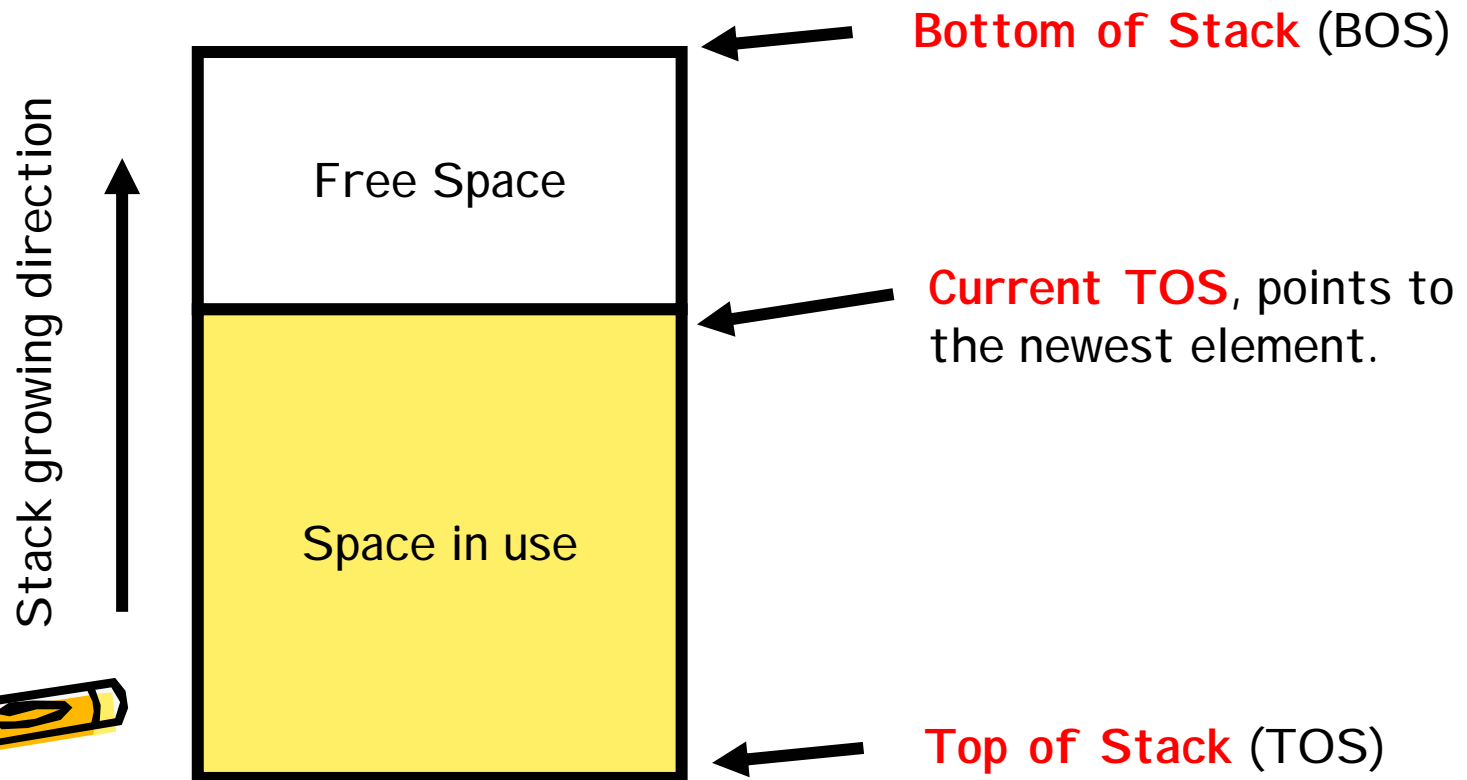 Bottom of Stack (BOS)
Stack growing direction
Free Space
Current TOS, points to
the newest element.
Space in use
Top of Stack (TOS)